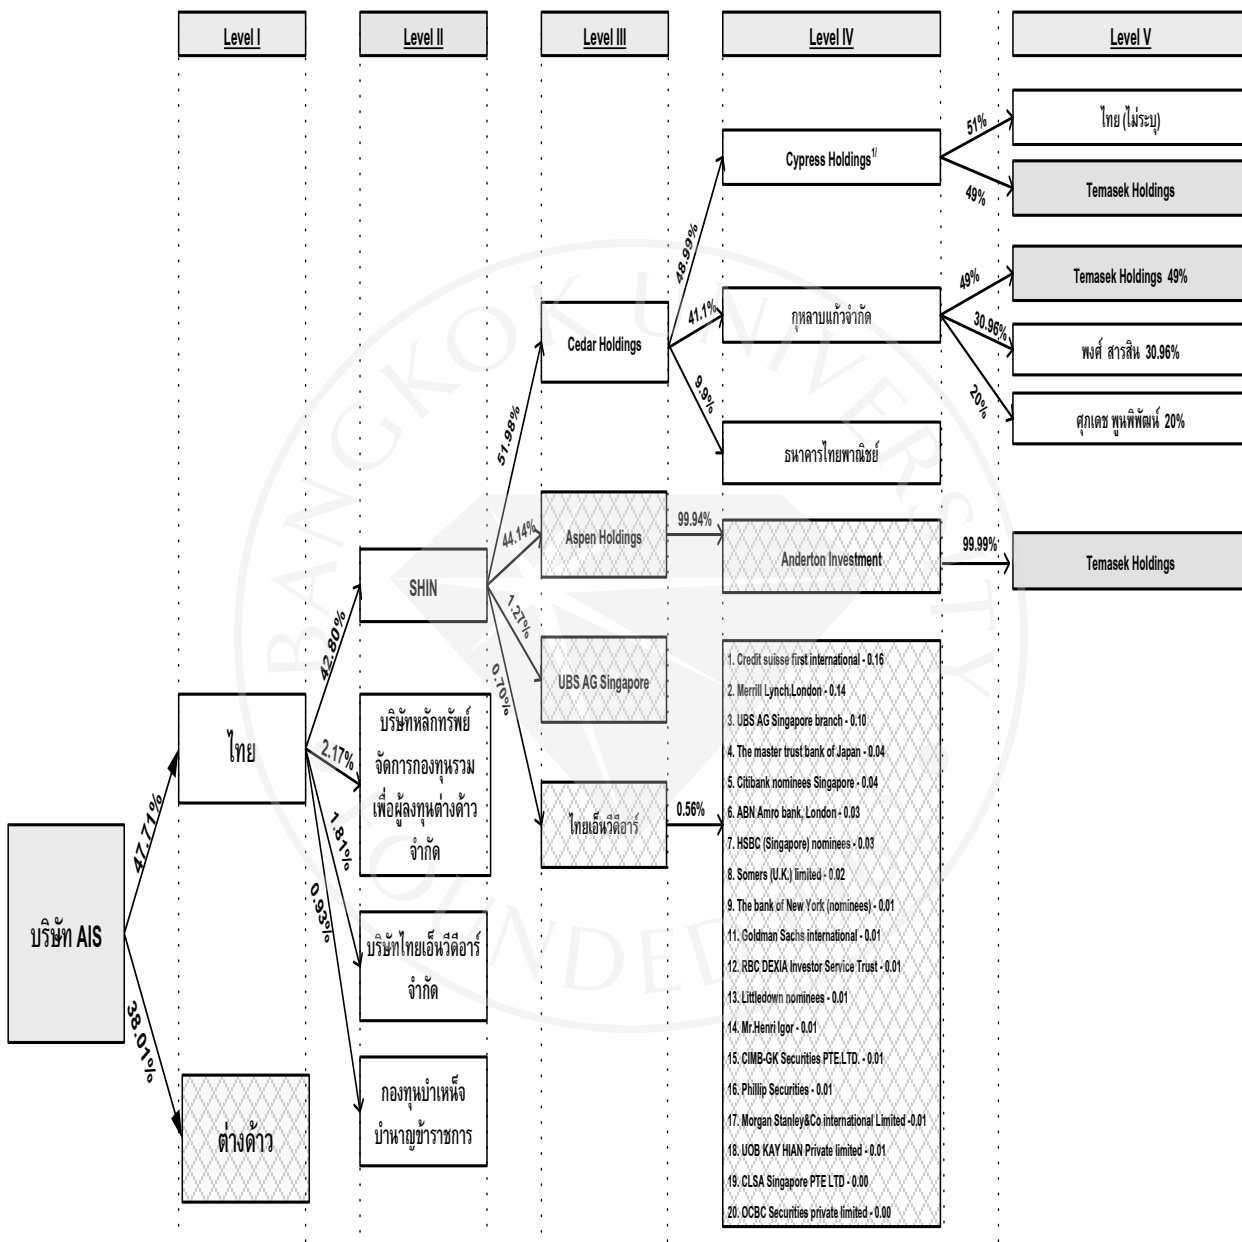 Level I
Level II
Level III
Level IV
Level V
บริษัท AIS
47.71%
38.01%
ไทย
ต่างด้าว
42.80%
2.17%
1.81%
0.93%
SHIN
บริษัทหลักทรัพย์
จัดการกองทุนรวม
เพื่อผู้ลงทุนต่างด้าว
จำกัด
บริษัทไทยเอ็นวีดีอาร์
จำกัด
กองทุนบำเหน็จ
บำนาญข้าราชการ
51.98%
44.14%
1.27%
0.70%
Cedar Holdings
Aspen Holdings
UBS AG Singapore
ไทยเอ็นวีดีอาร์
48.99%
41.1%
9.9%
99.94%
0.56%
Cypress Holdings1/
กุหลาบแก้วจำกัด
ธนาคารไทยพาณิชย์
Anderton Investment
1. Credit suisse first international - 0.16
2. Merrill Lynch,London - 0.14
3. UBS AG Singapore branch - 0.10
4. The master trust bank of Japan - 0.04
5. Citibank nominees Singapore - 0.04
6. ABN Amro bank, London - 0.03
7. HSBC (Singapore) nominees - 0.03
8. Somers (U.K.) limited - 0.02
9. The bank of New York (nominees) - 0.01
11. Goldman Sachs international - 0.01
12. RBC DEXIA Investor Service Trust - 0.01
13. Littledown nominees - 0.01
14. Mr.Henri Igor - 0.01
15. CIMB-GK Securities PTE.LTD. - 0.01
16. Phillip Securities - 0.01
17. Morgan Stanley&Co international Limited -0.01
18. UOB KAY HIAN Private limited - 0.01
19. CLSA Singapore PTE LTD - 0.00
20. OCBC Securities private limited - 0.00
51%
49%
49%
30.96%
20%
99.99%
ไทย (ไม่ระบุ)
Temasek Holdings
Temasek Holdings 49%
พงศ์ สารสิน 30.96%
ศุภเดช พูนพิพัฒน์ 20%
Temasek Holdings
BANGKOK UNIVERSITY